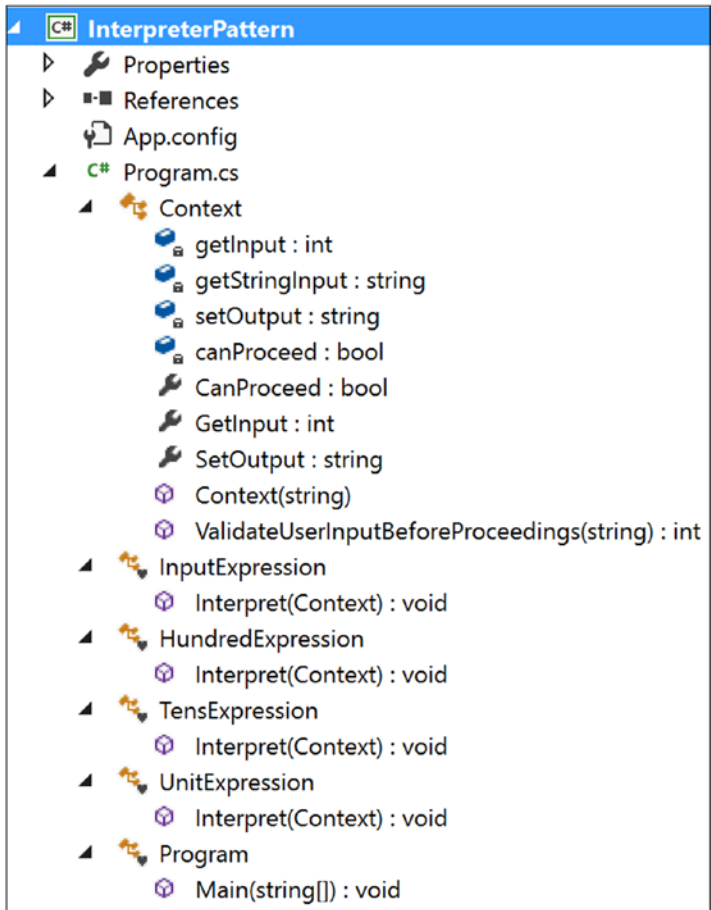 C# InterpreterPattern
Properties
References
App.config
C# Program.cs
Context
getInput : int
getStringInput : string
setOutput : string
canProceed : bool
CanProceed : bool
GetInput : int
SetOutput : string
Context(string)
ValidateUserInputBeforeProceedings(string) : int
InputExpression
Interpret(Context) : void
HundredExpression
Interpret(Context) : void
TensExpression
Interpret(Context) : void
UnitExpression
Interpret(Context) : void
Program
Main(string[]) : void